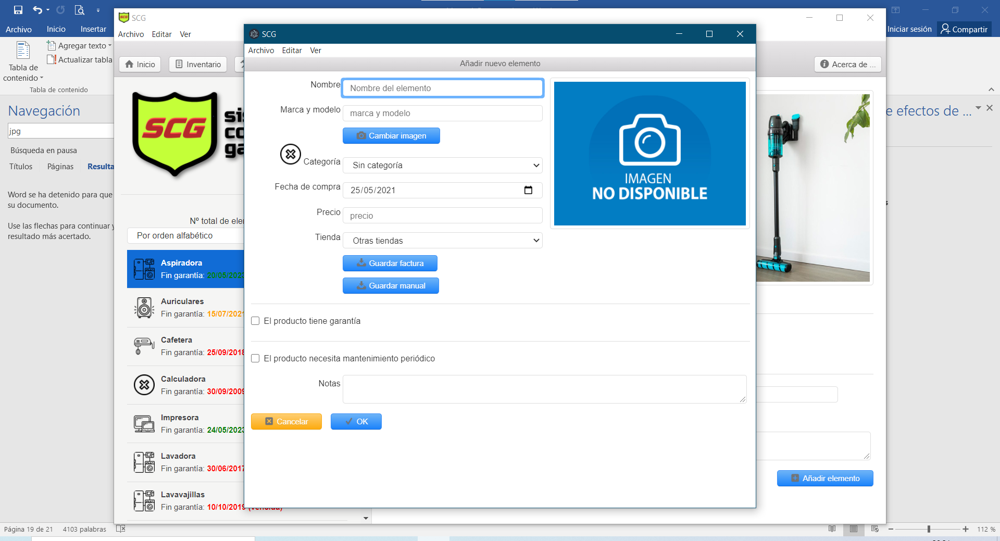 Archivo
Inicio
Insertar
Iniciar sesión
Compartir
Tabla de
contenido
Agregar texto
Actualizar tabla
Tabla de contenido
Navegación
jpg
Búsqueda en pausa
Títulos
Páginas
Resulta
Word se ha detenido para que
su documento.
Use las flechas para continuar y
resultado más acertado.
e efectos de ...
SCG
Archivo Editar Ver
Inicio
Inventario
Acerca de ...
SCG
Nº total de ele
Por orden alfabético
Aspiradora
Fin garantía: 20/05/2023
Auriculares
Fin garantía: 15/07/2021
Cafetera
Fin garantía: 25/09/2018
Calculadora
Fin garantía: 30/09/2009
Impresora
Fin garantía: 24/05/2023
Lavadora
Fin garantía: 30/06/2017
Lavavajillas
Fin garantía: 10/10/2019 (vencida)
Añadir elemento
SCG
Archivo Editar Ver
Añadir nuevo elemento
Nombre
Nombre del elemento
Marca y modelo
marca y modelo
Cambiar imagen
Categoría
Sin categoría
Fecha de compra
25/05/2021
Precio
precio
Tienda
Otras tiendas
Guardar factura
Guardar manual
IMAGEN
NO DISPONIBLE
El producto tiene garantía
El producto necesita mantenimiento periódico
Notas
Cancelar
OK
Página 19 de 21
4103 palabras
112 %